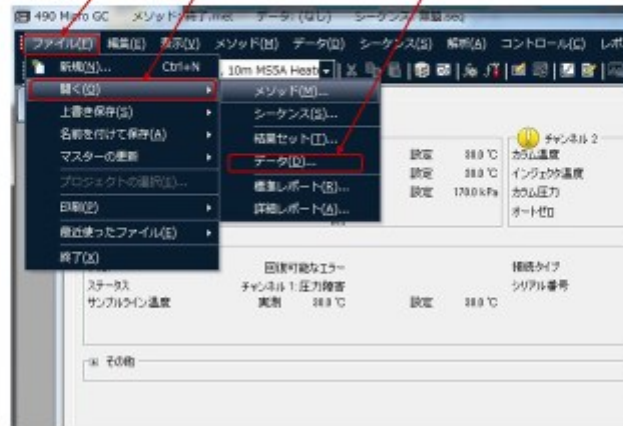 490 Micro GC メソッド:終了.met データ: (なし) シーケンス:
ファイル(F) 編集(E) 表示(V) メソッド(M) データ(D) シーケンス(S) 解析(A) コントロール(C) レポ
新規(N)... Ctrl+N
, 10m MS5A Heate
開く(O)
メソッド(M)...
上書き保存(S)
シーケンス(S)...
名前を付けて保存(A)
結果セット(T)...
マスターの更新
データ(D)...
プロジェクトの選択(E)...
標準レポート(R)...
印刷(P)
詳細レポート(A)...
最近使ったファイル(E)
終了(X)
チャンネル 2
設定 30.0 ℃ カラム温度
設定 30.0 ℃ インジェクタ温度
設定 170.0 kPa カラム圧力
オートゼロ
回復可能なエラー 接続タイプ
ステータス チャンネル 1:圧力障害 シリアル番号
サンプルライン温度 実測 30.0 ℃ 設定 30.0 ℃
その他